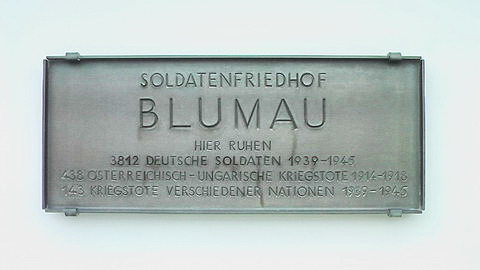 SOLDATENFRIEDHOF
BLUMAU
HIER RUHEN
3812 DEUTSCHE SOLDATEN 1939-1945
438 ÖSTERREICHISCH-UNGARISCHE KRIEGSTOTE 1914-1918
143 KRIEGSTOTE VERSCHIEDENER NATIONEN 1939-1945